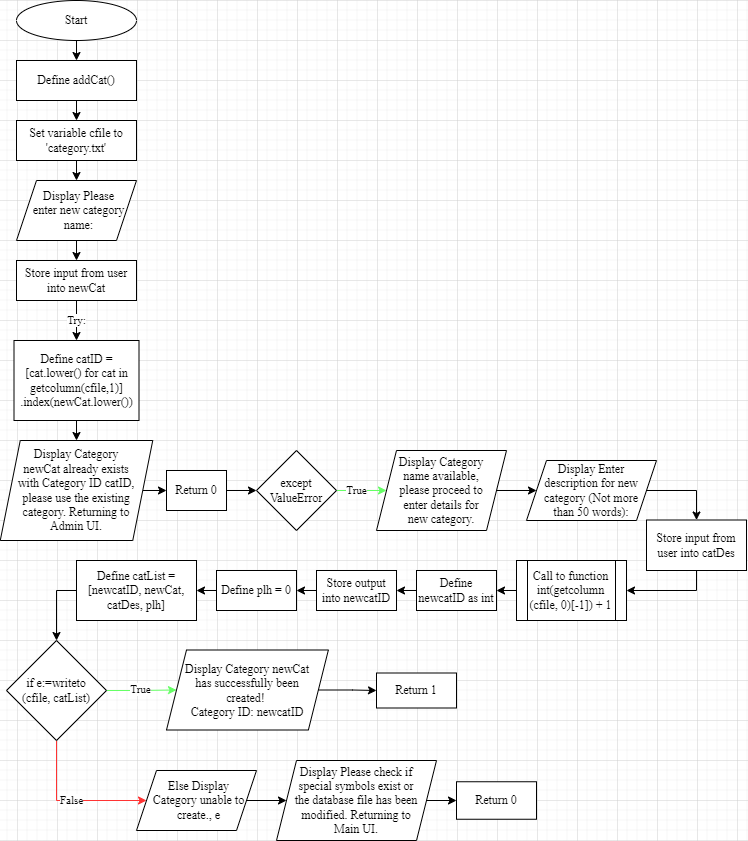 Start
Define addCat()
Set variable cfile to
'category.txt'
Display Please
enter new category
name:
Store input from user
into newCat
Try:
Define catID =
[cat.lower() for cat in
getcolumn(cfile,1)]
.index(newCat.lower())
Display Category
newCat already exists
with Category ID catID,
please use the existing
category. Returning to
Admin UI.
Return 0
except
ValueError
True
Display Category
name available,
please proceed to
enter details for
new category.
Display Enter
description for new
category (Not more
than 50 words):
Store input from
user into catDes
Call to function
int(getcolumn
(cfile, 0)[-1]) + 1
Define
newcatID as int
Store output
into newcatID
Define plh = 0
Define catList =
[newcatID, newCat,
catDes, plh]
if e:=writeto
(cfile, catList)
True
Display Category newCat
has successfully been
created!
Category ID: newcatID
Return 1
False
Else Display
Category unable to
create., e
Display Please check if
special symbols exist or
the database file has been
modified. Returning to
Main UI.
Return 0